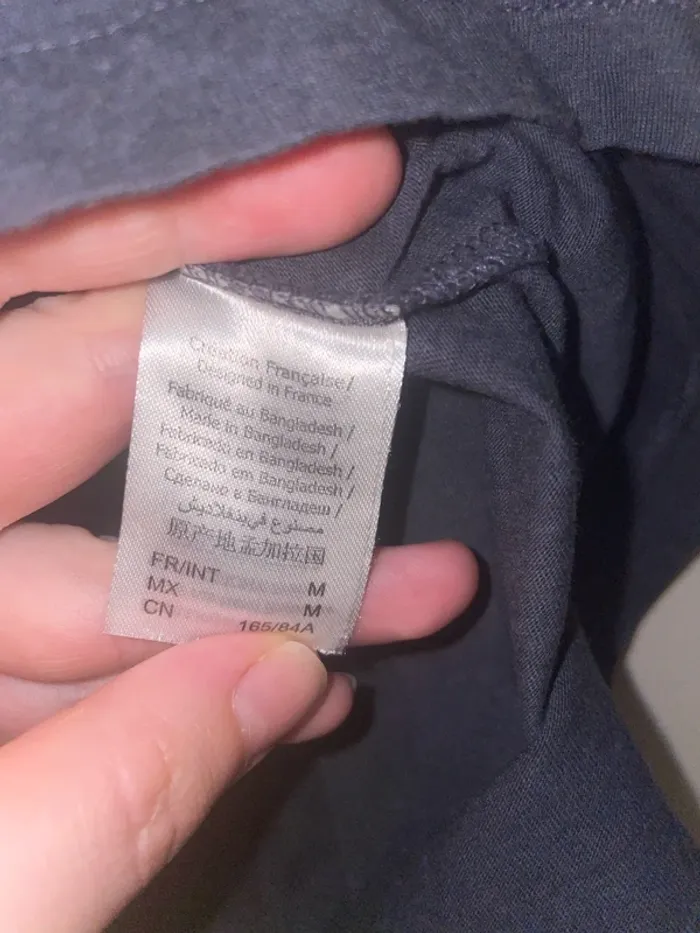 Création Française/
Designed in France
Fabriqué au Bangladesh /
Made in Bangladesh /
Fabricado en Bangladesh /
Fabricado em Bangladesh /
Сделано в Бангладеш /
مصنوع في بنغلاديش
原产地孟加拉国
FR/INT M
MX M
CN 165/84A